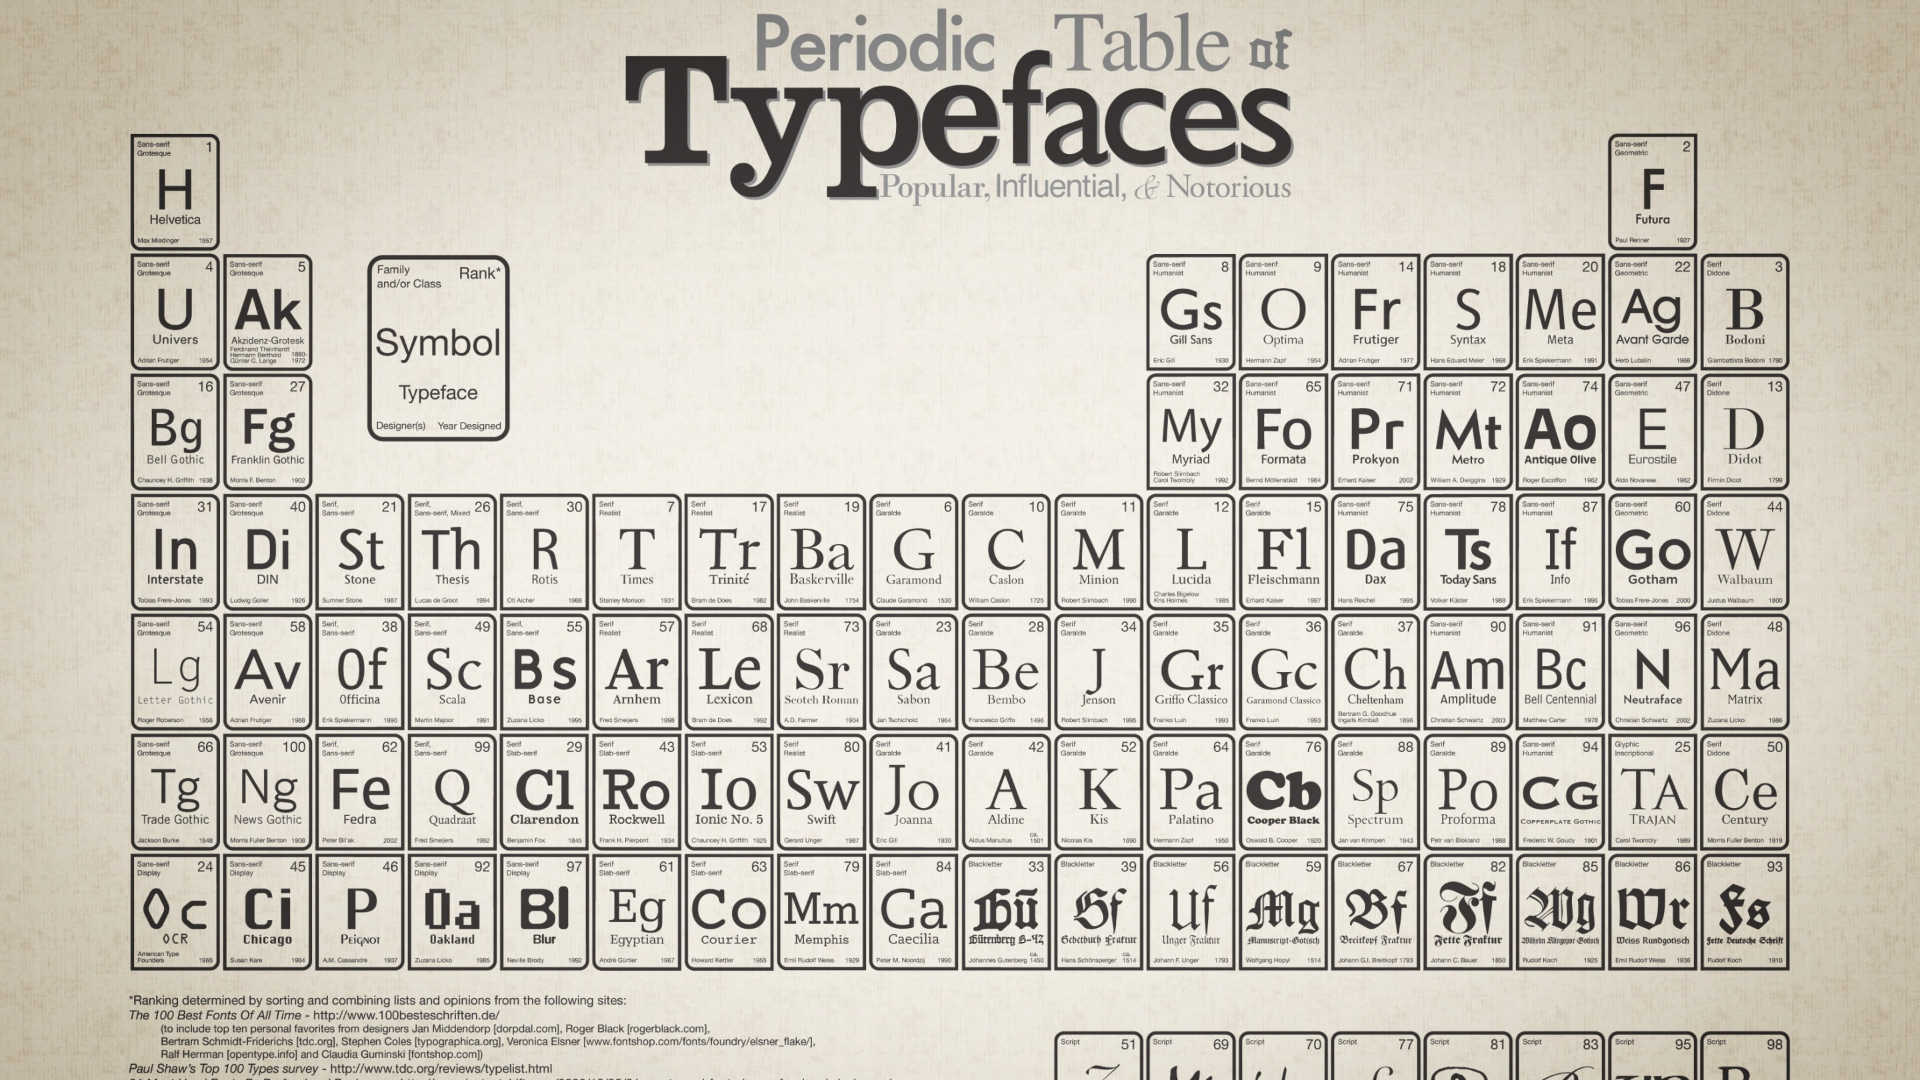 Periodic Table of
Typefaces
Popular, Influential, & Notorious
Sans-serif Grotesque 1
H
Helvetica
Max Miedinger 1957
Sans-serif Geometric 2
F
Futura
Paul Renner 1927
Sans-serif Grotesque 4
U
Univers
Adrian Frutiger 1954
Sans-serif Grotesque 5
Ak
Akzidenz-Grotesk
Ferdinand Theinhardt
Hermann Berthold 1880-
Günter G. Lange 1972
Family and/or Class Rank*
Symbol
Typeface
Designer(s) Year Designed
Sans-serif Humanist 8
Gs
Gill Sans
Eric Gill 1930
Sans-serif Humanist 9
O
Optima
Hermann Zapf 1954
Sans-serif Humanist 14
Fr
Frutiger
Adrian Frutiger 1977
Sans-serif Humanist 18
S
Syntax
Hans Eduard Meier 1968
Sans-serif Humanist 20
Me
Meta
Erik Spiekermann 1991
Sans-serif Geometric 22
Ag
Avant Garde
Herb Lubalin 1968
Serif Didone 3
B
Bodoni
Giambattista Bodoni 1790
Sans-serif Grotesque 16
Bg
Bell Gothic
Chauncey H. Griffith 1938
Sans-serif Grotesque 27
Fg
Franklin Gothic
Morris F. Benton 1902
Sans-serif Humanist 32
My
Myriad
Robert Slimbach
Carol Twombly 1992
Sans-serif Humanist 65
Fo
Formata
Bernd Möllenstädt 1984
Sans-serif Humanist 71
Pr
Prokyon
Erhard Kaiser 2002
Sans-serif Humanist 72
Mt
Metro
William A. Dwiggins 1929
Sans-serif Humanist 74
Ao
Antique Olive
Roger Excoffon 1962
Sans-serif Geometric 47
E
Eurostile
Aldo Novarese 1962
Serif Didone 13
D
Didot
Firmin Didot 1799
Sans-serif Grotesque 31
In
Interstate
Tobias Frere-Jones 1993
Sans-serif Grotesque 40
Di
DIN
Ludwig Goller 1926
Serif, Sans-serif 21
St
Stone
Sumner Stone 1987
Serif, Sans-serif, Mixed 26
Th
Thesis
Lucas de Groot 1994
Serif, Sans-serif 30
R
Rotis
Otl Aicher 1988
Serif Realist 7
T
Times
Stanley Morison 1931
Serif Realist 17
Tr
Trinité
Bram de Does 1982
Serif Realist 19
Ba
Baskerville
John Baskerville 1754
Serif Garalde 6
G
Garamond
Claude Garamond 1530
Serif Garalde 10
C
Caslon
William Caslon 1725
Serif Garalde 11
M
Minion
Robert Slimbach 1990
Serif Garalde 12
L
Lucida
Charles Bigelow
Kris Holmes 1985
Serif Garalde 15
Fl
Fleischmann
Erhard Kaiser 1997
Sans-serif Humanist 75
Da
Dax
Hans Reichel 1995
Sans-serif Humanist 78
Ts
Today Sans
Volker Küster 1988
Sans-serif Humanist 87
If
Info
Erik Spiekermann 1996
Sans-serif Geometric 60
Go
Gotham
Tobias Frere-Jones 2000
Serif Didone 44
W
Walbaum
Justus Walbaum 1800
Sans-serif Grotesque 54
Lg
Letter Gothic
Roger Roberson 1956
Sans-serif Grotesque 58
Av
Avenir
Adrian Frutiger 1988
Serif, Sans-serif 38
Of
Officina
Erik Spiekermann 1990
Serif, Sans-serif 49
Sc
Scala
Martin Majoor 1991
Serif, Sans-serif 55
Bs
Base
Zuzana Licko 1995
Serif Realist 57
Ar
Arnhem
Fred Smeijers 1998
Serif Realist 68
Le
Lexicon
Bram de Does 1992
Serif Realist 73
Sr
Scotch Roman
A.D. Farmer 1904
Serif Garalde 23
Sa
Sabon
Jan Tschichold 1964
Serif Garalde 28
Be
Bembo
Francesco Griffo 1496
Serif Garalde 34
J
Jenson
Robert Slimbach 1995
Serif Garalde 35
Gr
Griffo Classico
Franko Luin 1993
Serif Garalde 36
Gc
Garamond Classico
Franko Luin 1993
Serif Garalde 37
Ch
Cheltenham
Bertram G. Goodhue
Ingalls Kimball 1896
Sans-serif Humanist 90
Am
Amplitude
Christian Schwartz 2003
Sans-serif Humanist 91
Bc
Bell Centennial
Matthew Carter 1978
Sans-serif Geometric 96
N
Neutraface
Christian Schwartz 2002
Serif Didone 48
Ma
Matrix
Zuzana Licko 1986
Sans-serif Grotesque 66
Tg
Trade Gothic
Jackson Burke 1948
Sans-serif Grotesque 100
Ng
News Gothic
Morris Fuller Benton 1908
Serif, Sans-serif 62
Fe
Fedra
Peter Bil'ak 2002
Serif, Sans-serif 99
Q
Quadraat
Fred Smeijers 1992
Serif Slab-serif 29
Cl
Clarendon
Benjamin Fox 1845
Serif Slab-serif 43
Ro
Rockwell
Frank H. Pierpont 1934
Serif Slab-serif 53
Io
Ionic No. 5
Chauncey H. Griffith 1925
Serif Realist 80
Sw
Swift
Gerard Unger 1987
Serif Garalde 41
Jo
Joanna
Eric Gill 1930
Serif Garalde 42
A
Aldine
Aldus Manutius ca. 1501
Serif Garalde 52
K
Kis
Nicolas Kis 1690
Serif Garalde 64
Pa
Palatino
Hermann Zapf 1950
Serif Garalde 76
Cb
Cooper Black
Oswald B. Cooper 1920
Serif Garalde 88
Sp
Spectrum
Jan van Krimpen 1943
Serif Garalde 89
Po
Proforma
Petr van Blokland 1988
Sans-serif Humanist 94
CG
Copperplate Gothic
Frederic W. Goudy 1901
Glyphic Inscriptional 25
TA
Trajan
Carol Twombly 1989
Serif Didone 50
Ce
Century
Morris Fuller Benton 1919
Serif Display 24
Oc
OCR
American Type
Founders 1965
Serif Display 45
Ci
Chicago
Susan Kare 1984
Serif Display 46
P
Peignot
A.M. Cassandre 1937
Serif Display 92
Oa
Oakland
Zuzana Licko 1985
Serif Display 97
Bl
Blur
Neville Brody 1992
Serif Slab-serif 61
Eg
Egyptian
André Gürtler 1967
Serif Slab-serif 63
Co
Courier
Howard Kettler 1955
Serif Slab-serif 79
Mm
Memphis
Emil Rudolf Weiss 1929
Serif Slab-serif 84
Ca
Caecilia
Peter M. Noordzij 1990
Blackletter 33
Gü
Gütenberg B-42
Johannes Gutenberg ca. 1450
Blackletter 39
Gf
Gebetbuch Fraktur
Hans Schönsperger ca. 1514
Blackletter 56
Uf
Unger Fraktur
Johann F. Unger 1793
Blackletter 59
Mg
Manuscript-Gotisch
Wolfgang Hopyl 1514
Blackletter 67
Bf
Breitkopf Fraktur
Johann G.I. Breitkopf 1793
Blackletter 82
Ff
Fette Fraktur
Johann C. Bauer 1850
Blackletter 85
Wg
Wilhelm Klingspor Gotisch
Rudolf Koch 1925
Blackletter 86
Wr
Weiss Rundgotisch
Emil Rudolf Weiss 1936
Blackletter 93
Fs
Fette Deutsche Schrift
Rudolf Koch 1910
*Ranking determined by sorting and combining lists and opinions from the following sites:
The 100 Best Fonts Of All Time - http://www.100besteschriften.de/
(to include top ten personal favorites from designers Jan Middendorp [dorpdal.com], Roger Black [rogerblack.com],
Bertram Schmidt-Friderichs [tdc.org], Stephen Coles [typographica.org], Veronica Elsner [www.fontshop.com/fonts/foundry/elsner_flake/],
Ralf Herrman [opentype.info] and Claudia Guminski [fontshop.com])
Paul Shaw's Top 100 Types survey - http://www.tdc.org/reviews/typelist.html
Script 51
Script 69
Script 70
Script 77
Script 81
Script 83
Script 95
Script 98